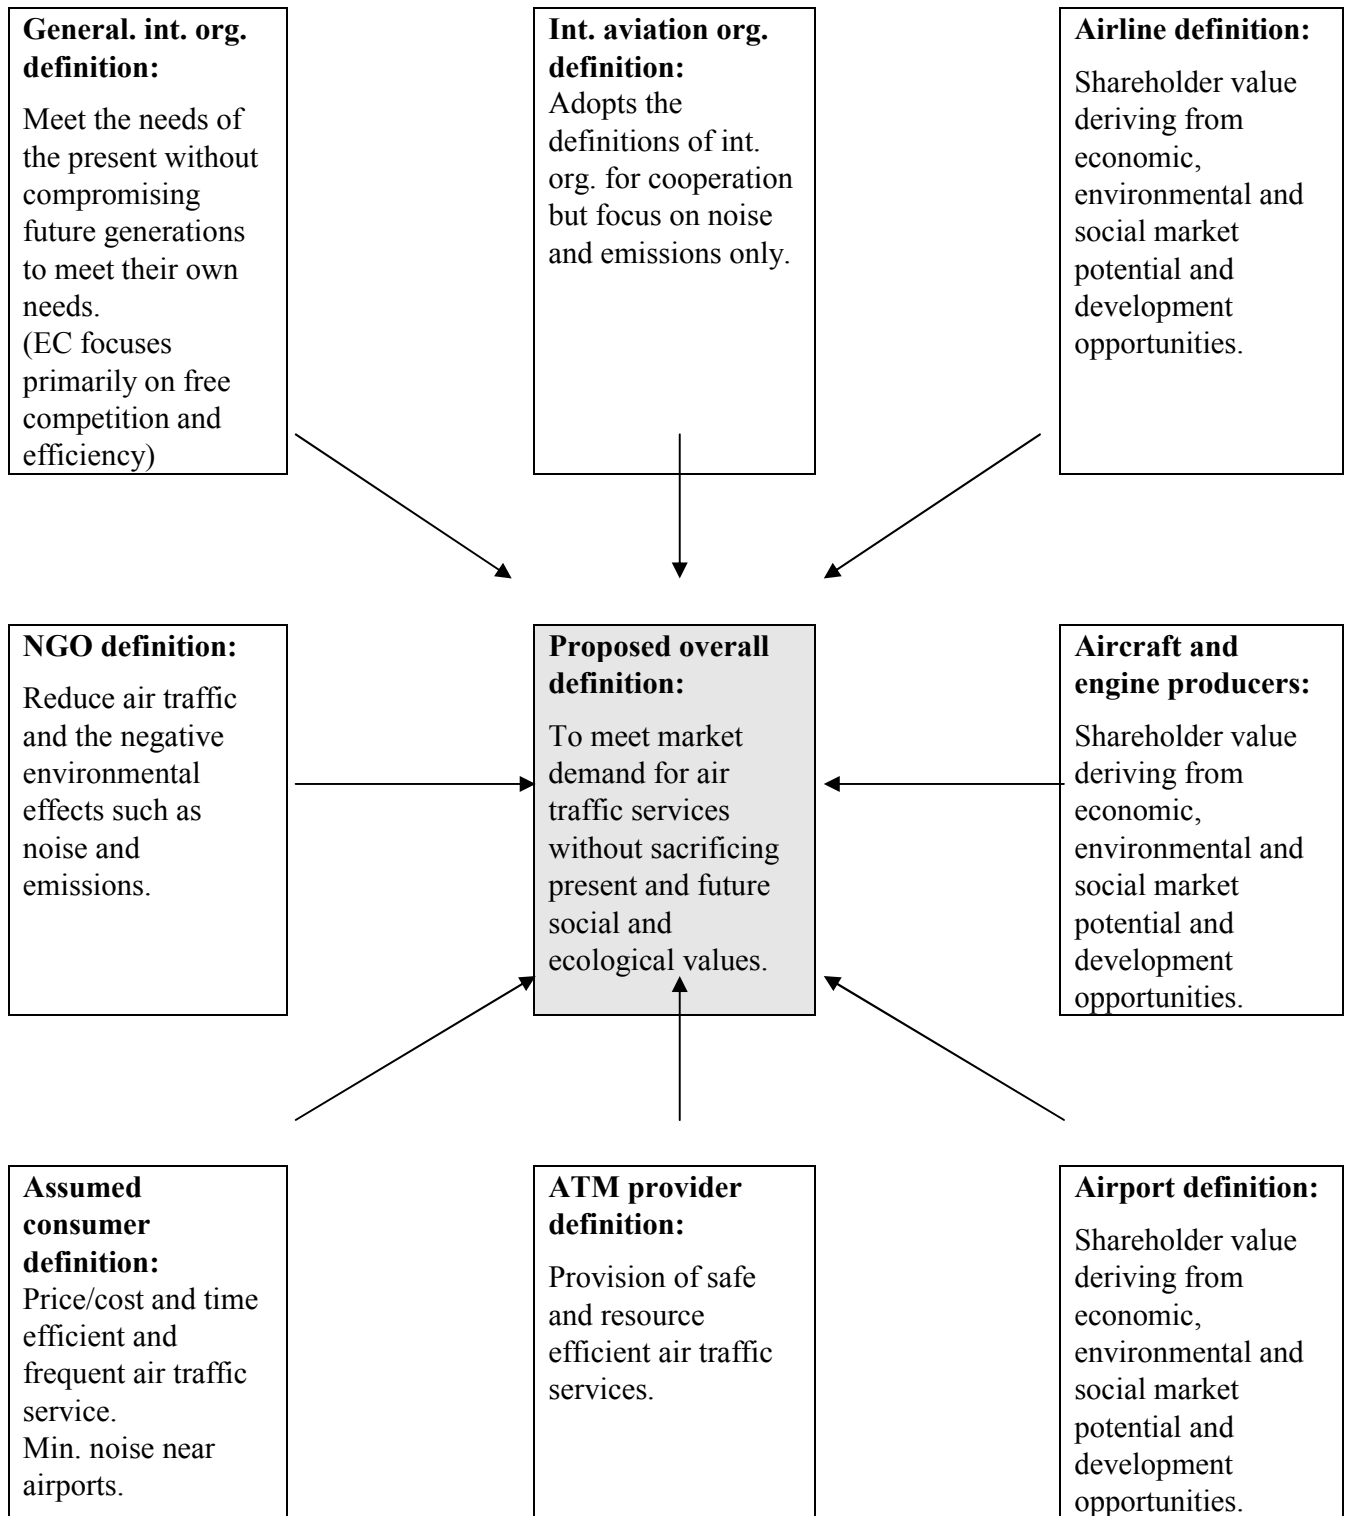 General. int. org.
definition:
Meet the needs of
the present without
compromising
future generations
to meet their own
needs.
(EC focuses
primarily on free
competition and
efficiency)
Int. aviation org.
definition:
Adopts the
definitions of int.
org. for cooperation
but focus on noise
and emissions only.
Airline definition:
Shareholder value
deriving from
economic,
environmental and
social market
potential and
development
opportunities.
NGO definition:
Reduce air traffic
and the negative
environmental
effects such as
noise and
emissions.
Proposed overall
definition:
To meet market
demand for air
traffic services
without sacrificing
present and future
social and
ecological values.
Aircraft and
engine producers:
Shareholder value
deriving from
economic,
environmental and
social market
potential and
development
opportunities.
Assumed
consumer
definition:
Price/cost and time
efficient and
frequent air traffic
service.
Min. noise near
airports.
ATM provider
definition:
Provision of safe
and resource
efficient air traffic
services.
Airport definition:
Shareholder value
deriving from
economic,
environmental and
social market
potential and
development
opportunities.